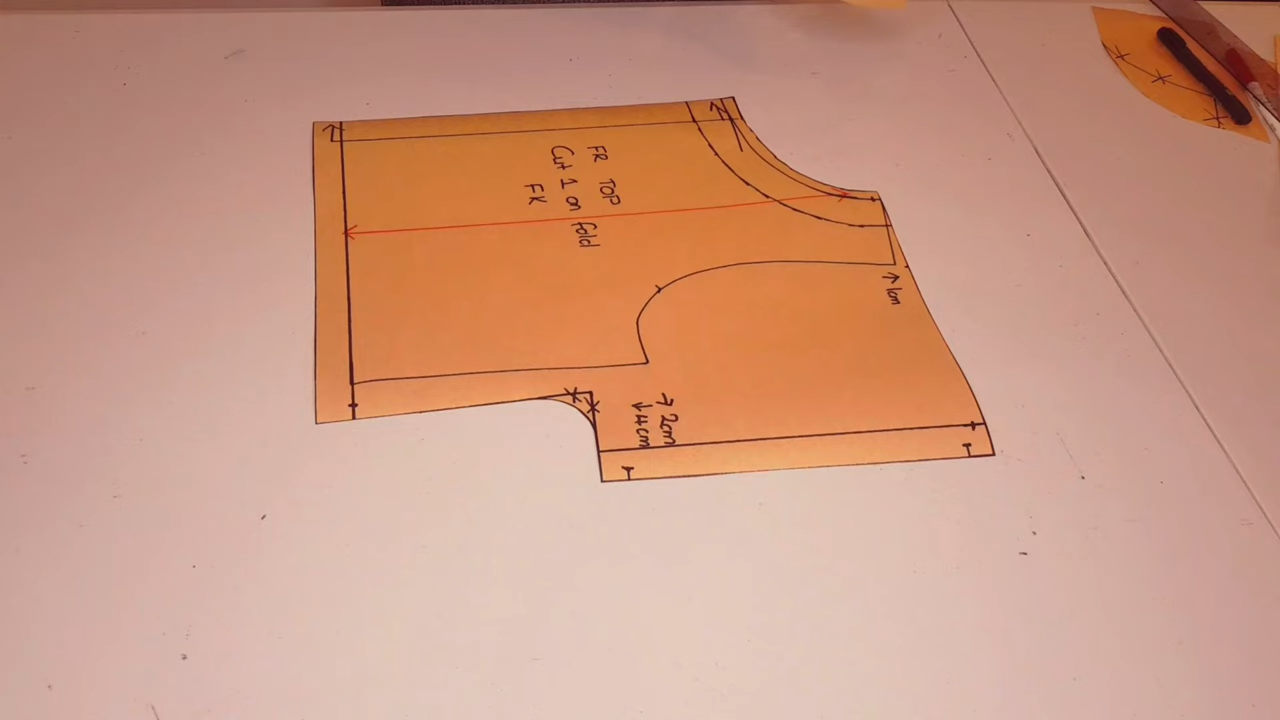 FR TOP
Cut 1 on fold
FK
↑ 1cm
→ 2cm
↓ 4cm